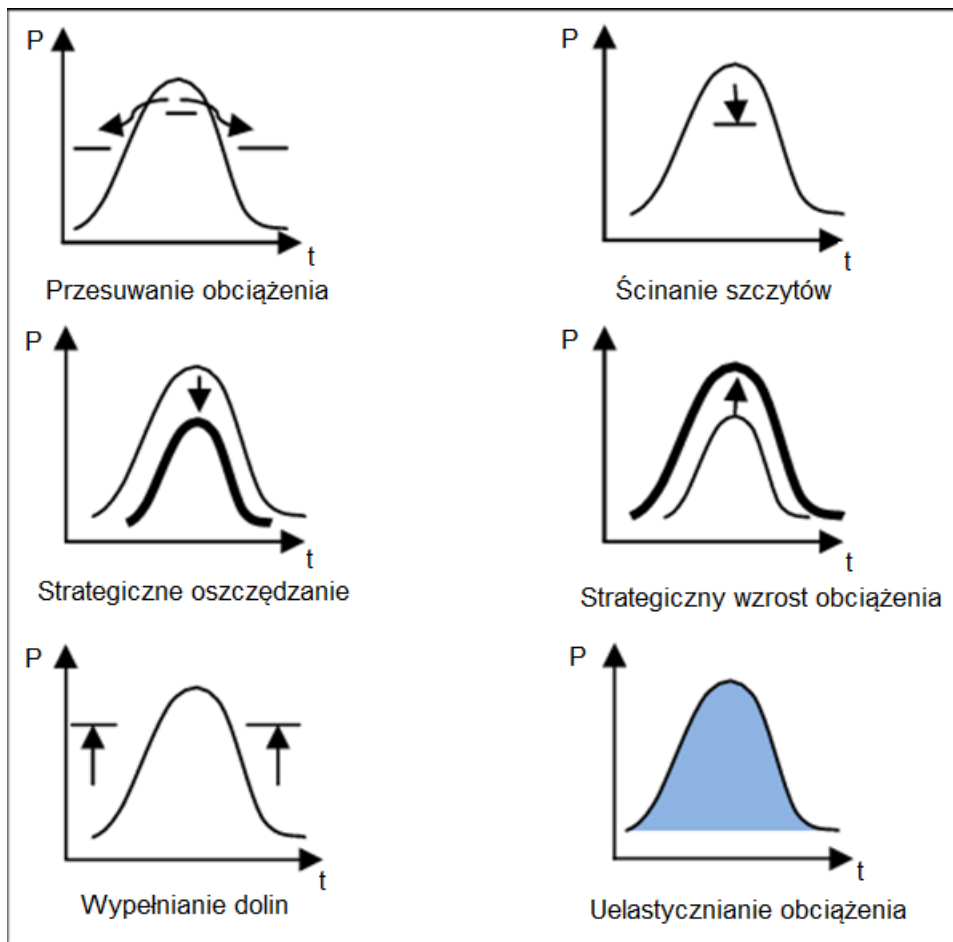 P
t
Przesuwanie obciążenia
P
t
Ścinanie szczytów
P
t
Strategiczne oszczędzanie
P
t
Strategiczny wzrost obciążenia
P
t
Wypełnianie dolin
P
t
Uelastycznianie obciążenia